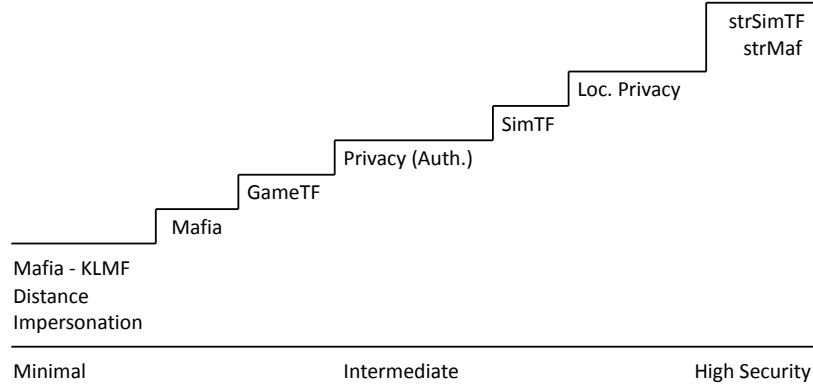 strSimTF
strMaf
Loc. Privacy
SimTF
Privacy (Auth.)
GameTF
Mafia
Mafia - KLMF
Distance
Impersonation
Minimal Intermediate High Security